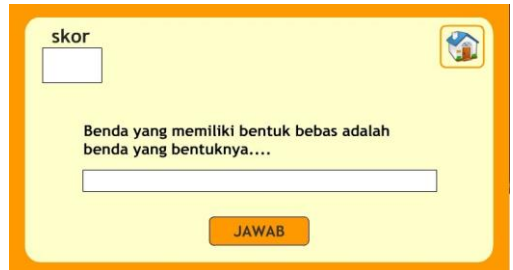 skor
Benda yang memiliki bentuk bebas adalah
benda yang bentuknya....
JAWAB